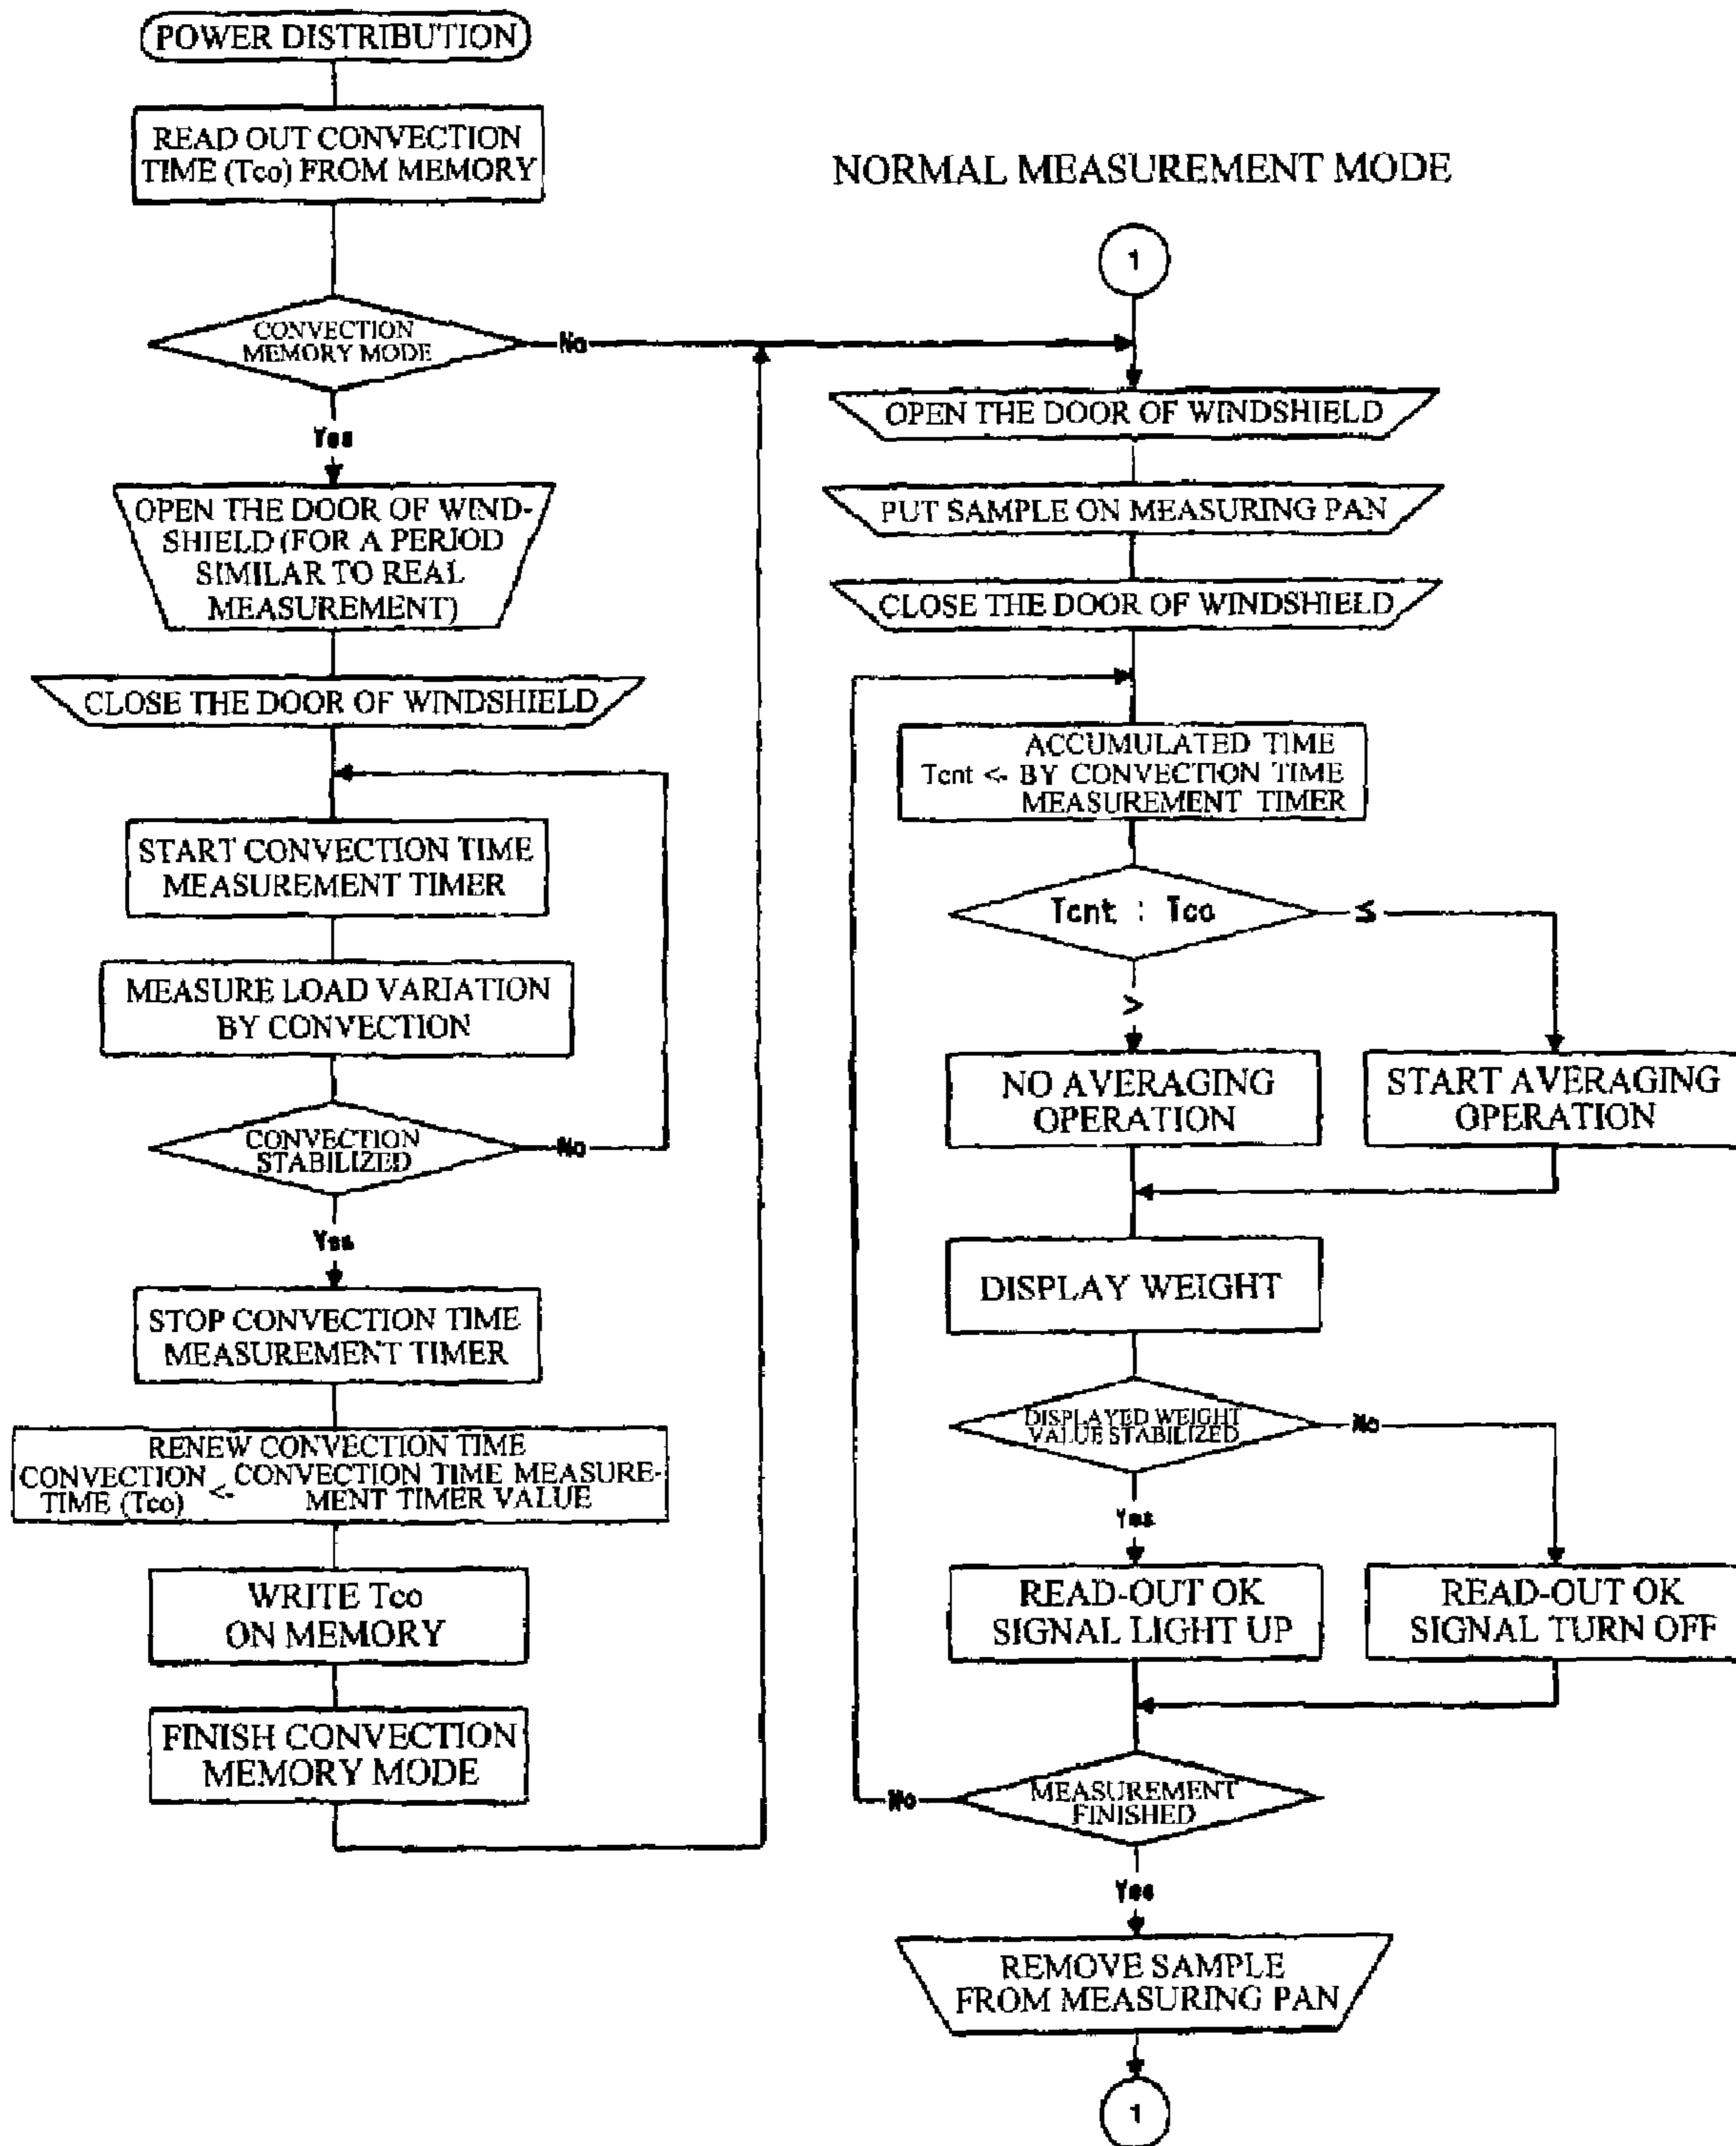 POWER DISTRIBUTION
READ OUT CONVECTION
TIME (Tco) FROM MEMORY
CONVECTION
MEMORY MODE
No
Yes
OPEN THE DOOR OF WIND-
SHIELD (FOR A PERIOD
SIMILAR TO REAL
MEASUREMENT)
CLOSE THE DOOR OF WINDSHIELD
START CONVECTION TIME
MEASUREMENT TIMER
MEASURE LOAD VARIATION
BY CONVECTION
CONVECTION
STABILIZED
No
Yes
STOP CONVECTION TIME
MEASUREMENT TIMER
RENEW CONVECTION TIME
CONVECTION <- CONVECTION TIME MEASURE-
TIME (Tco) MENT TIMER VALUE
WRITE Tco
ON MEMORY
FINISH CONVECTION
MEMORY MODE
NORMAL MEASUREMENT MODE
1
OPEN THE DOOR OF WINDSHIELD
PUT SAMPLE ON MEASURING PAN
CLOSE THE DOOR OF WINDSHIELD
ACCUMULATED TIME
Tcnt <- BY CONVECTION TIME
MEASUREMENT TIMER
Tcnt : Tco
≤
>
NO AVERAGING
OPERATION
START AVERAGING
OPERATION
DISPLAY WEIGHT
DISPLAYED WEIGHT
VALUE STABILIZED
No
Yes
READ-OUT OK
SIGNAL LIGHT UP
READ-OUT OK
SIGNAL TURN OFF
MEASUREMENT
FINISHED
No
Yes
REMOVE SAMPLE
FROM MEASURING PAN
1